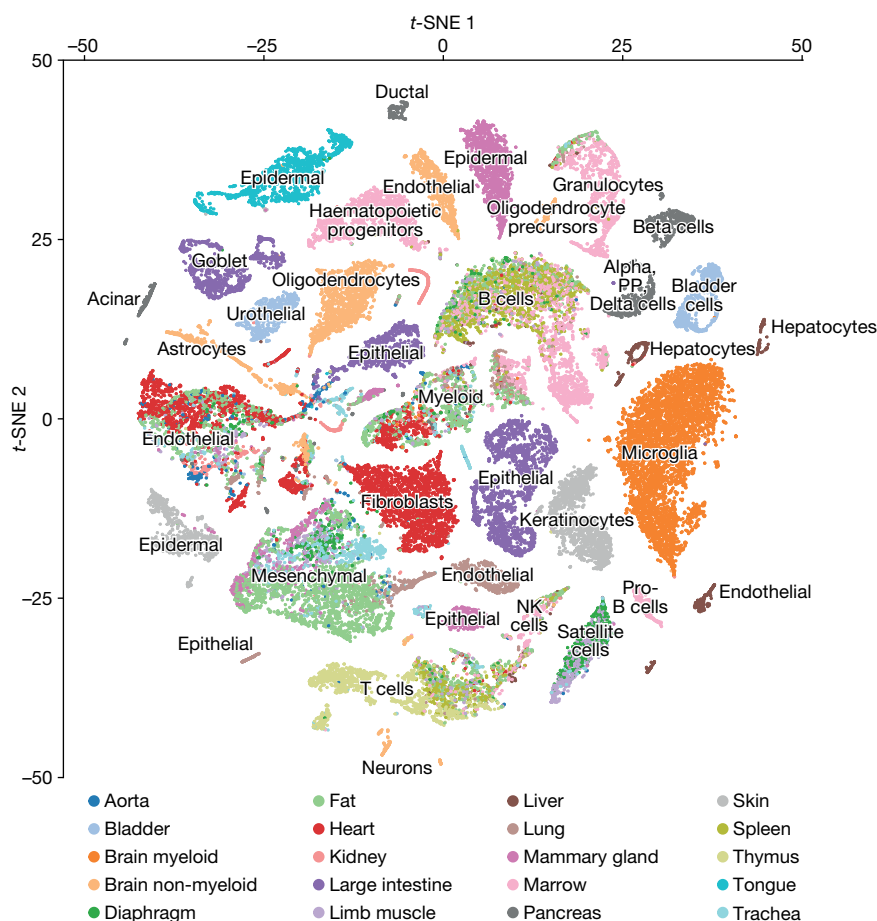 t-SNE 1
−50 −25 0 25 50
50
25
0
−25
−50
t-SNE 2
Ductal
Epidermal
Epidermal
Endothelial
Granulocytes
Haematopoietic
progenitors
Oligodendrocyte
precursors
Beta cells
Goblet
Oligodendrocytes
Alpha,
PP,
Delta cells
Bladder
cells
Acinar
B cells
Urothelial
Hepatocytes
Astrocytes
Epithelial
Hepatocytes
Myeloid
Endothelial
Microglia
Epithelial
Fibroblasts
Keratinocytes
Epidermal
Mesenchymal
Endothelial
Pro-
B cells
Endothelial
NK
cells
Epithelial
Satellite
cells
Epithelial
T cells
Neurons
Aorta Fat Liver Skin
Bladder Heart Lung Spleen
Brain myeloid Kidney Mammary gland Thymus
Brain non-myeloid Large intestine Marrow Tongue
Diaphragm Limb muscle Pancreas Trachea